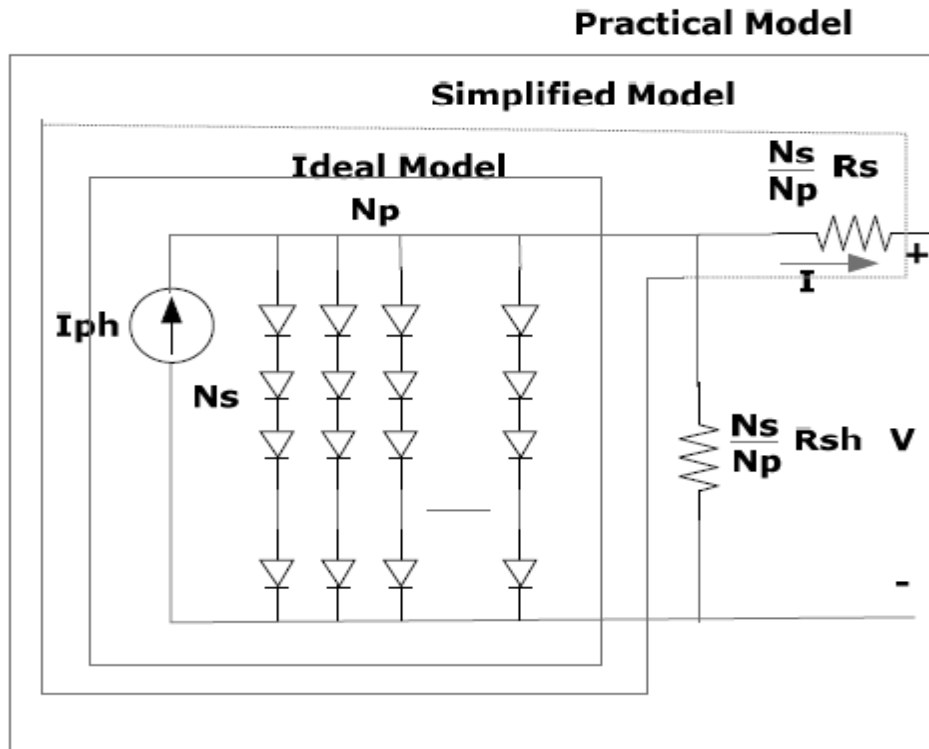 Practical Model
Simplified Model
Ideal Model
Ns
Np
Rs
Np
+
I
Iph
Ns
Ns
Np
Rsh
V
-